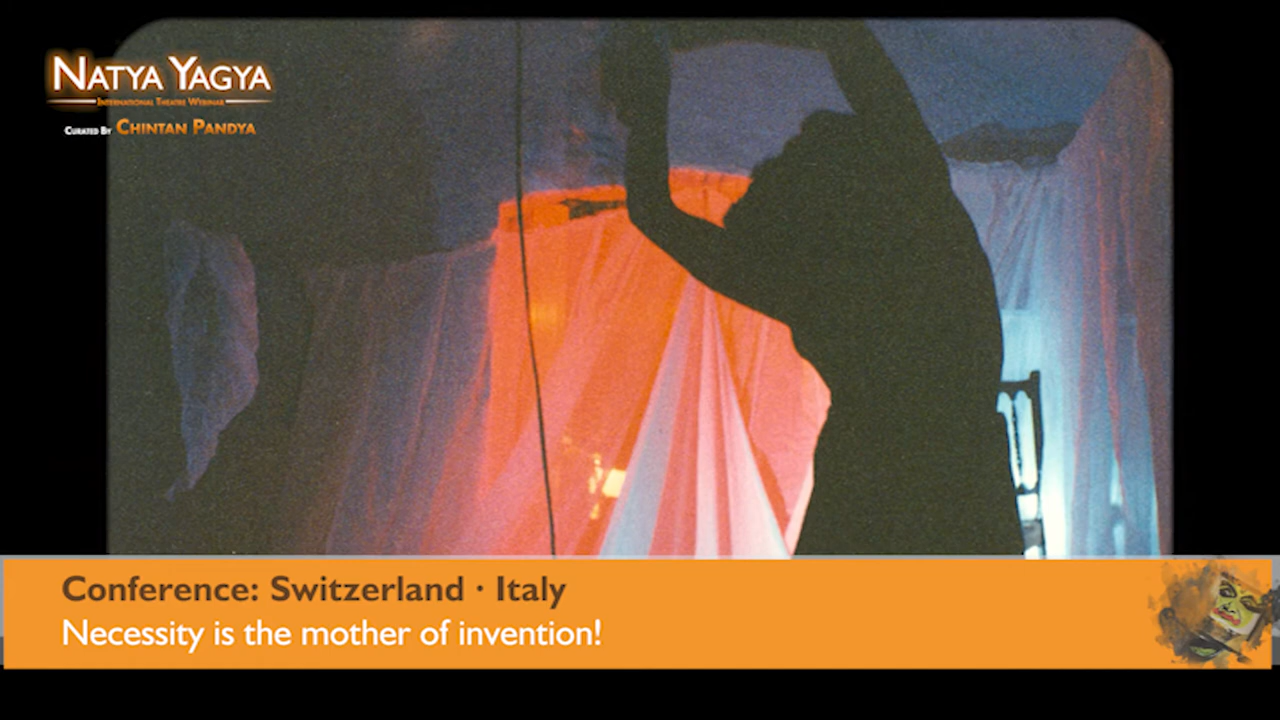 NATYA YAGYA
INTERNATIONAL THEATRE WEBINAR
CURATED BY CHINTAN PANDYA
Conference: Switzerland · Italy
Necessity is the mother of invention!